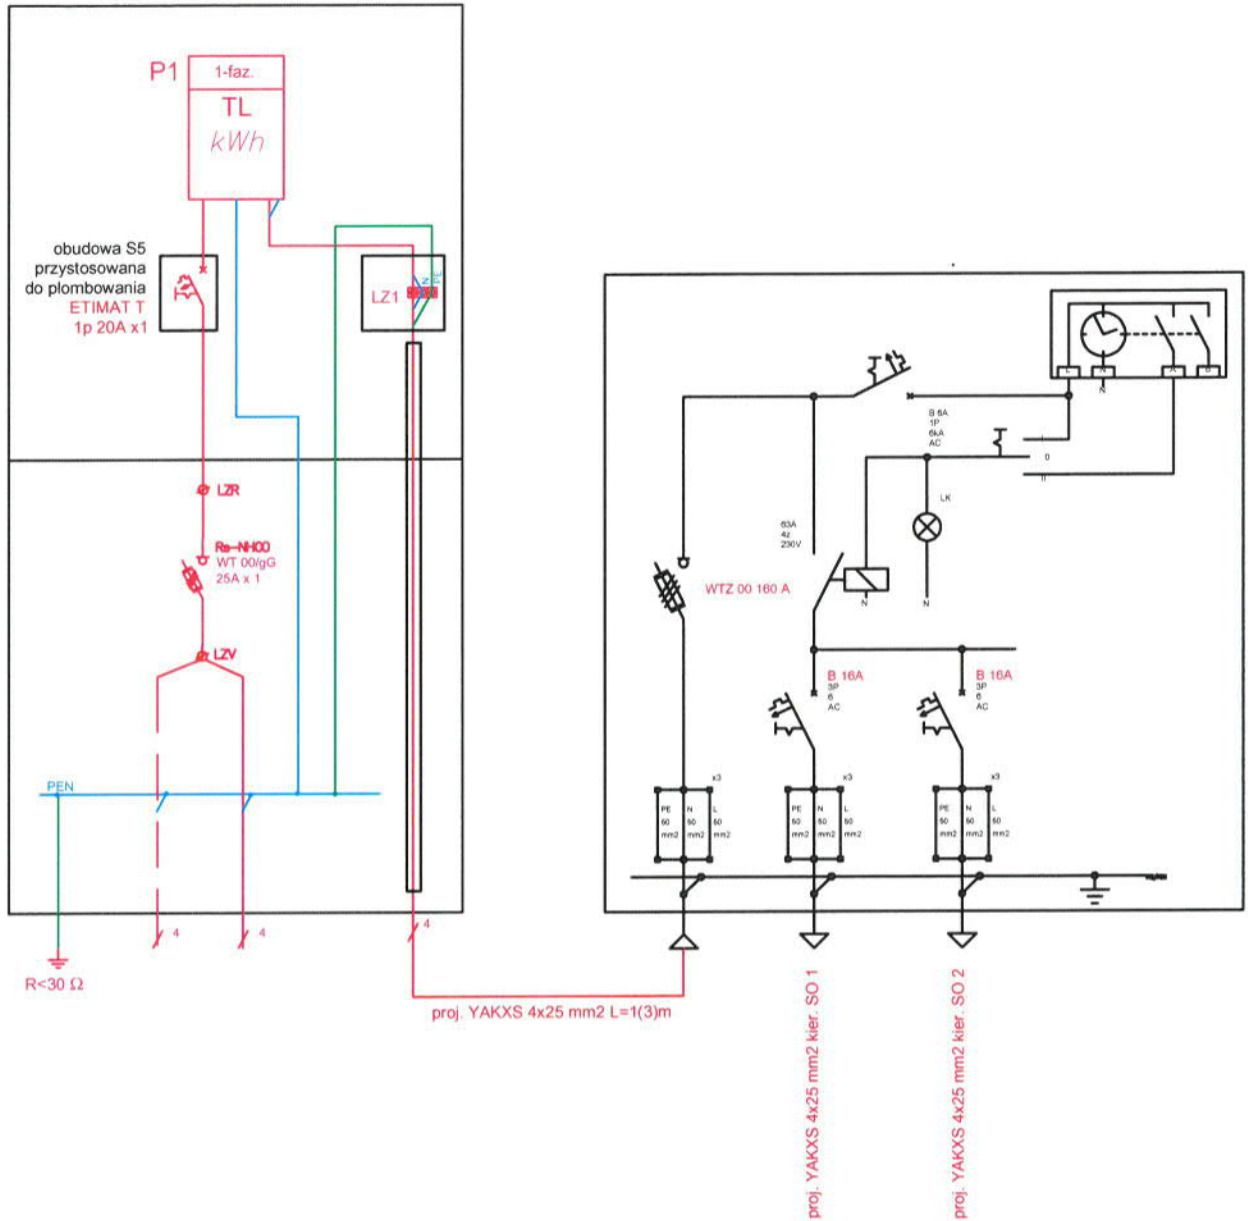 P1
1-faz.
TL
kWh
obudowa S5
przystosowana
do plombowania
ETIMAT T
1p 20A x1
LZ1
N
PE
LZR
Rs-NH00
WT 00/gG
25A x 1
LZV
PEN
4
4
4
R<30 Ω
proj. YAKXS 4x25 mm2 L=1(3)m
L
N
A
N
B 6A
1P
6kA
AC
I
0
II
LK
63A
4z
230V
WTZ 00 160 A
N
N
B 16A
3P
6
AC
B 16A
3P
6
AC
x3
x3
x3
PE
50
mm2
N
50
mm2
L
50
mm2
PE
50
mm2
N
50
mm2
L
50
mm2
PE
50
mm2
N
50
mm2
L
50
mm2
proj. YAKXS 4x25 mm2 kier. SO 1
proj. YAKXS 4x25 mm2 kier. SO 2